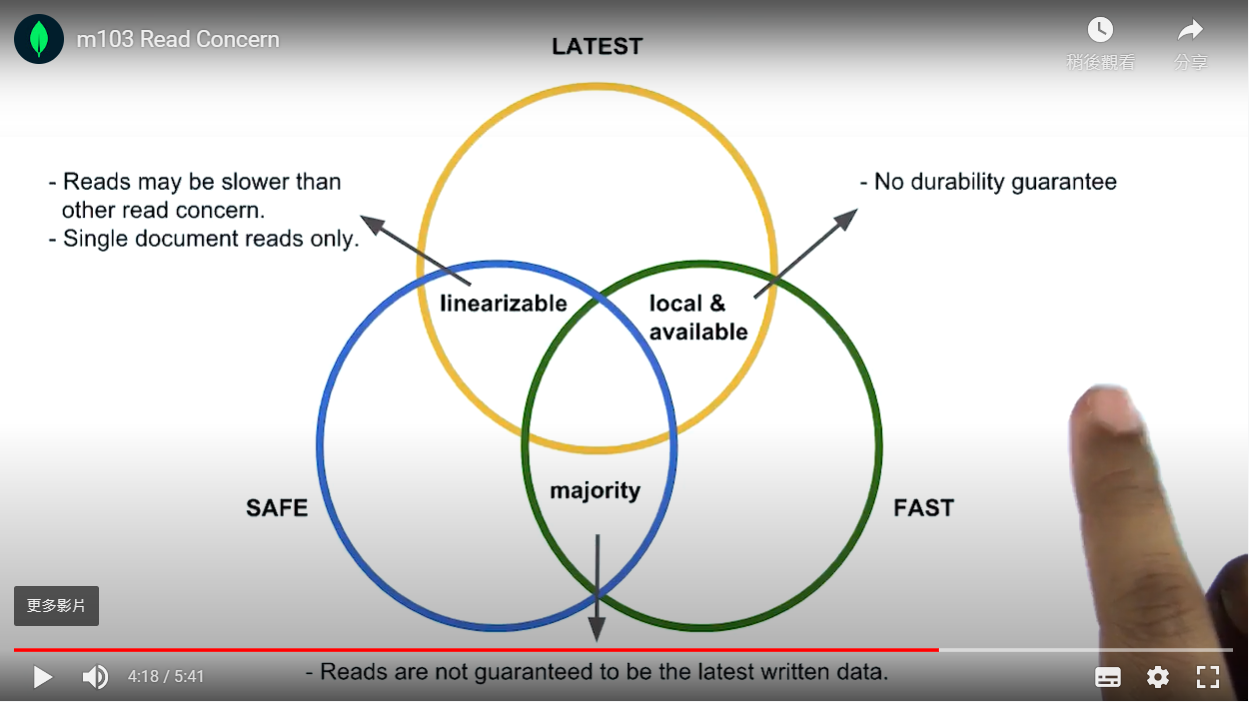 m103 Read Concern
稍後觀看
分享
LATEST
- Reads may be slower than
other read concern.
- Single document reads only.
- No durability guarantee
linearizable
local &
available
majority
SAFE
FAST
更多影片
- Reads are not guaranteed to be the latest written data.
4:18 / 5:41